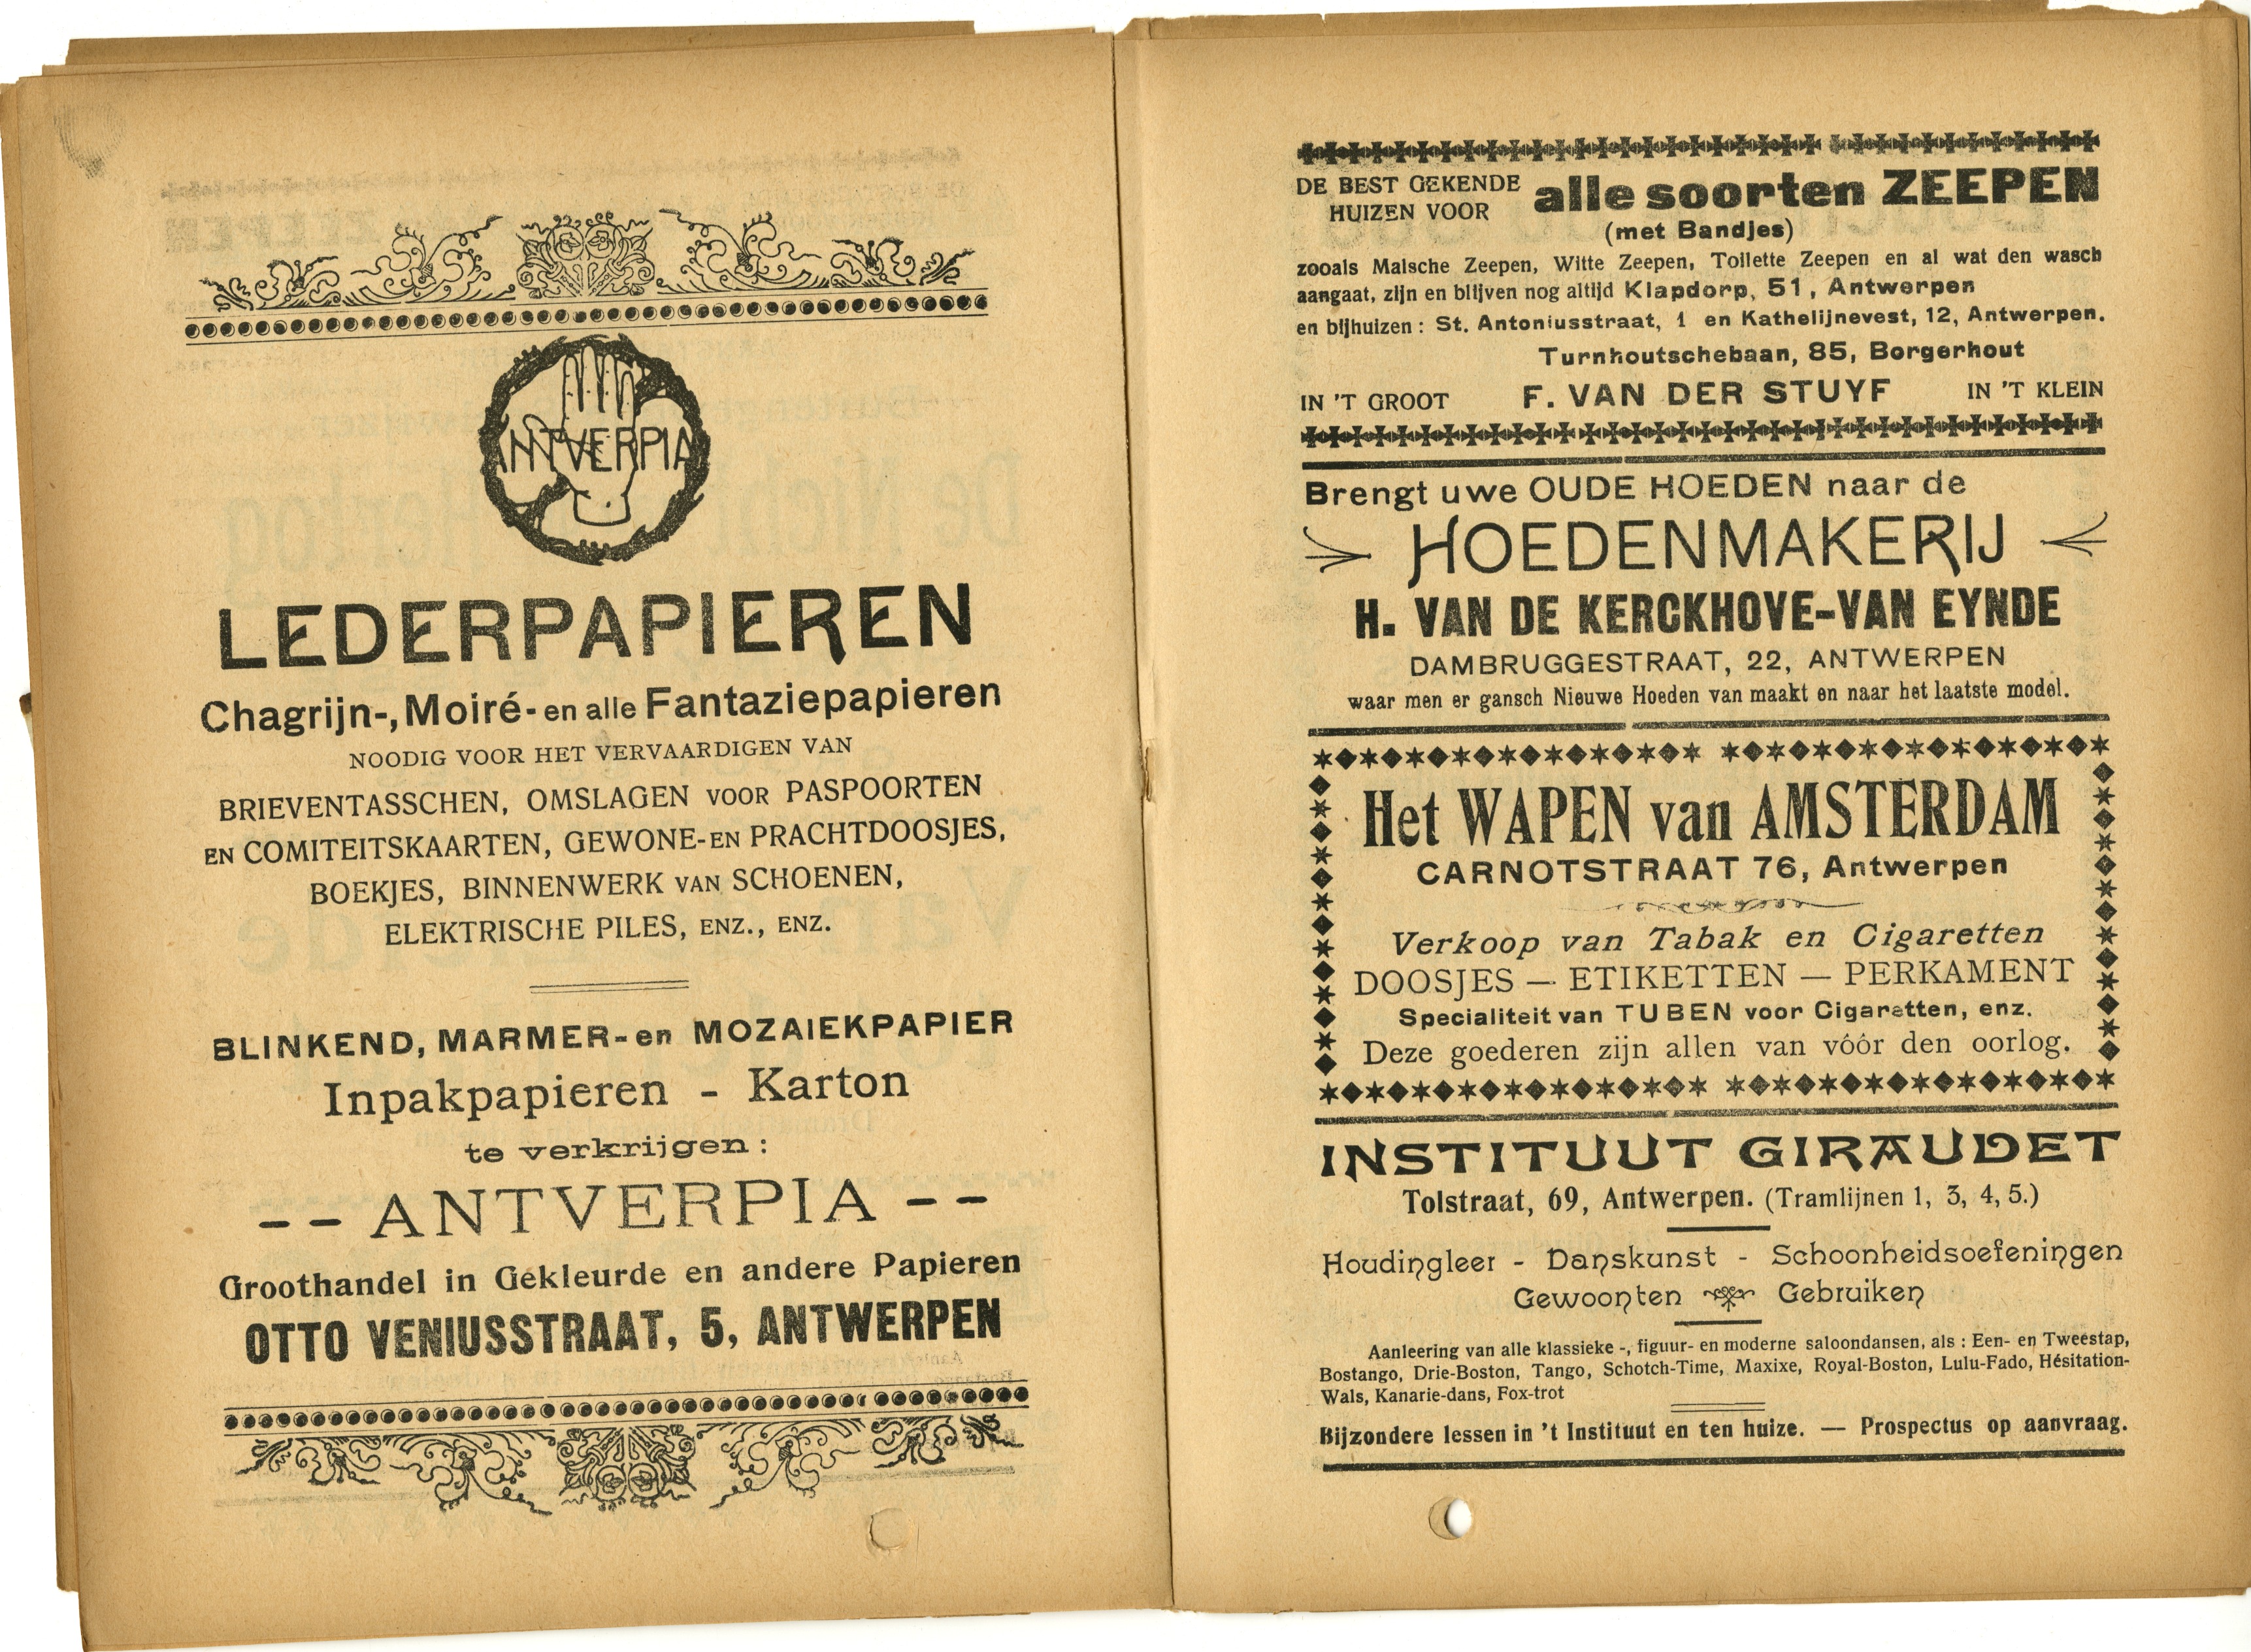 ANTVERPIA
LEDERPAPIEREN
Chagrijn-, Moiré- en alle Fantaziepapieren
NOODIG VOOR HET VERVAARDIGEN VAN
BRIEVENTASSCHEN, OMSLAGEN VOOR PASPOORTEN
EN COMITEITSKAARTEN, GEWONE- EN PRACHTDOOSJES,
BOEKJES, BINNENWERK VAN SCHOENEN,
ELEKTRISCHE PILES, ENZ., ENZ.
BLINKEND, MARMER- en MOZAIEKPAPIER
Inpakpapieren - Karton
te verkrijgen :
-- ANTVERPIA --
Groothandel in Gekleurde en andere Papieren
OTTO VENIUSSTRAAT, 5, ANTWERPEN
DE BEST GEKENDE HUIZEN VOOR alle soorten ZEEPEN
(met Bandjes)
zooals Malsche Zeepen, Witte Zeepen, Toilette Zeepen en al wat den wasch
aangaat, zijn en blijven nog altijd Klapdorp, 51, Antwerpen
en bijhuizen : St. Antoniusstraat, 1 en Kathelijnevest, 12, Antwerpen.
Turnhoutschebaan, 85, Borgerhout
IN 'T GROOT F. VAN DER STUYF IN 'T KLEIN
Brengt uwe OUDE HOEDEN naar de
HOEDENMAKERIJ
H. VAN DE KERCKHOVE-VAN EYNDE
DAMBRUGGESTRAAT, 22, ANTWERPEN
waar men er gansch Nieuwe Hoeden van maakt en naar het laatste model.
Het WAPEN van AMSTERDAM
CARNOTSTRAAT 76, Antwerpen
Verkoop van Tabak en Cigaretten
DOOSJES — ETIKETTEN — PERKAMENT
Specialiteit van TUBEN voor Cigaretten, enz.
Deze goederen zijn allen van vóór den oorlog.
INSTITUUT GIRAUDET
Tolstraat, 69, Antwerpen. (Tramlijnen 1, 3, 4, 5.)
Houdingleer - Danskunst - Schoonheidsoefeningen
Gewoonten Gebruiken
Aanleering van alle klassieke -, figuur- en moderne saloondansen, als : Een- en Tweestap,
Bostango, Drie-Boston, Tango, Schotch-Time, Maxixe, Royal-Boston, Lulu-Fado, Hésitation-
Wals, Kanarie-dans, Fox-trot
Bijzondere lessen in 't Instituut en ten huize. — Prospectus op aanvraag.